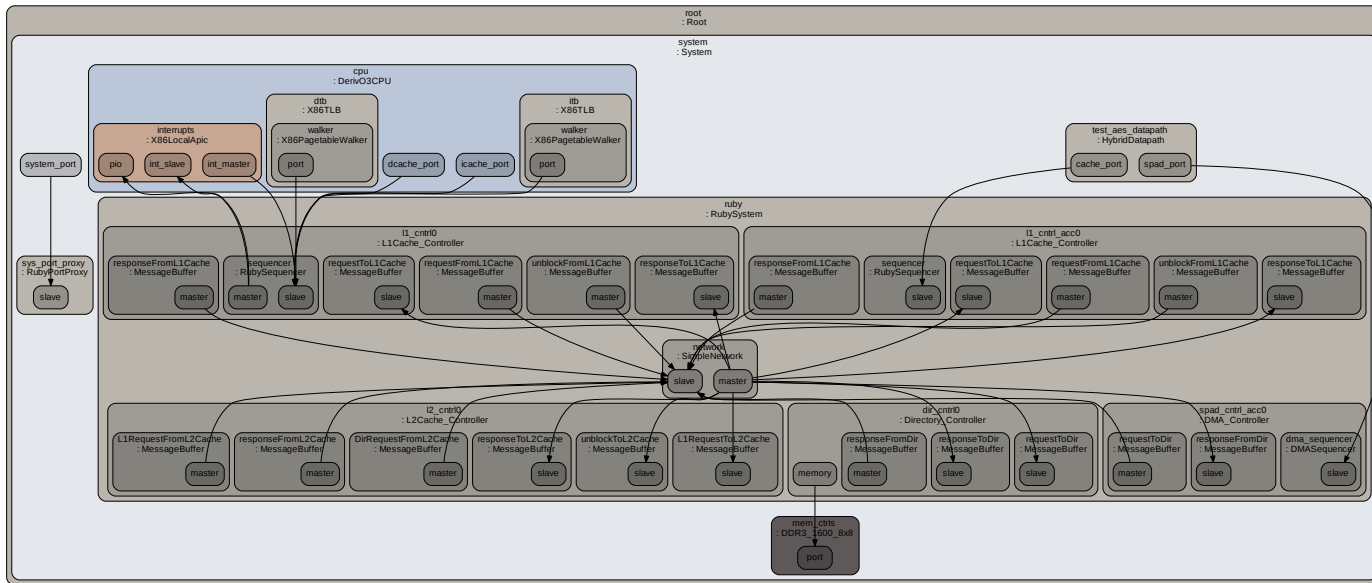 root
: Root
system
: System
cpu
: DerivO3CPU
dtb
: X86TLB
itb
: X86TLB
interrupts
: X86LocalApic
walker
: X86PagetableWalker
walker
: X86PagetableWalker
test_aes_datapath
: HybridDatapath
system_port
pio
int_slave
int_master
port
dcache_port
icache_port
port
cache_port
spad_port
ruby
: RubySystem
l1_cntrl0
: L1Cache_Controller
l1_cntrl_acc0
: L1Cache_Controller
sys_port_proxy
: RubyPortProxy
slave
responseFromL1Cache
: MessageBuffer
master
sequencer
: RubySequencer
master
slave
requestToL1Cache
: MessageBuffer
slave
requestFromL1Cache
: MessageBuffer
master
unblockFromL1Cache
: MessageBuffer
master
responseToL1Cache
: MessageBuffer
slave
responseFromL1Cache
: MessageBuffer
master
sequencer
: RubySequencer
slave
requestToL1Cache
: MessageBuffer
slave
requestFromL1Cache
: MessageBuffer
master
unblockFromL1Cache
: MessageBuffer
master
responseToL1Cache
: MessageBuffer
slave
network
: SimpleNetwork
slave
master
l2_cntrl0
: L2Cache_Controller
dir_cntrl0
: Directory_Controller
spad_cntrl_acc0
: DMA_Controller
L1RequestFromL2Cache
: MessageBuffer
master
responseFromL2Cache
: MessageBuffer
master
DirRequestFromL2Cache
: MessageBuffer
master
responseToL2Cache
: MessageBuffer
slave
unblockToL2Cache
: MessageBuffer
slave
L1RequestToL2Cache
: MessageBuffer
slave
memory
responseFromDir
: MessageBuffer
master
responseToDir
: MessageBuffer
slave
requestToDir
: MessageBuffer
slave
requestToDir
: MessageBuffer
master
responseFromDir
: MessageBuffer
slave
dma_sequencer
: DMASequencer
slave
mem_ctrls
: DDR3_1600_8x8
port